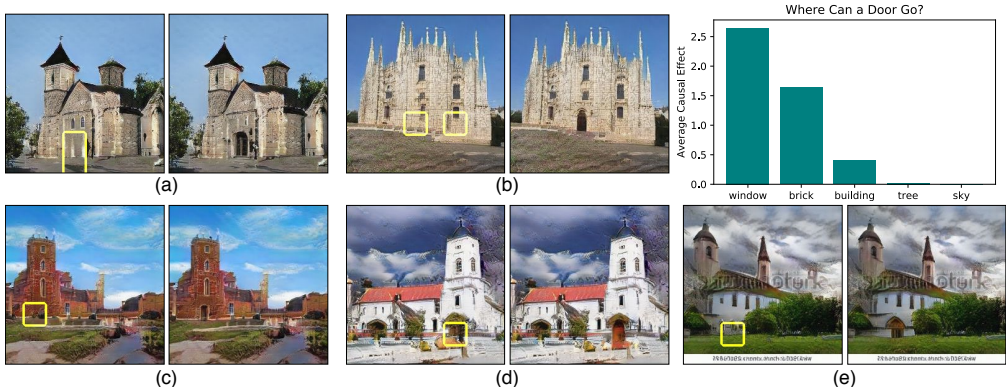 Where Can a Door Go?
Average Causal Effect
2.5
2.0
1.5
1.0
0.5
0.0
window brick building tree sky
(a)
(b)
(c)
(d)
(e)